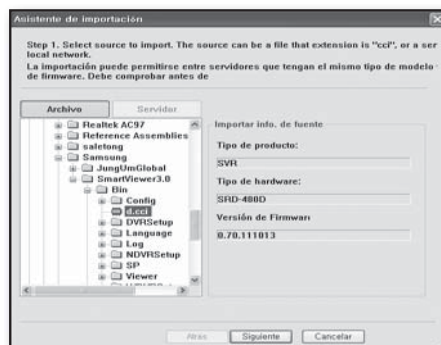 Asistente de importación
Step 1. Select source to import. The source can be a file that extension is "cci", or a ser
local network.
La importación puede permitirse entre servidores que tengan el mismo tipo de modelo
de firmware. Debe comprobar antes de
Archivo
Servidor
Realtek AC97
Reference Assemblies
saletong
Samsung
JungUmGlobal
SmartViewer3.0
Bin
Config
d.cci
DVRSetup
Language
Log
NDVRSetup
SP
Viewer
Importar info. de fuente
Tipo de producto:
SVR
Tipo de hardware:
SRD-480D
Versión de Firmwarı
0.70.111013
Atrás
Siguiente
Cancelar